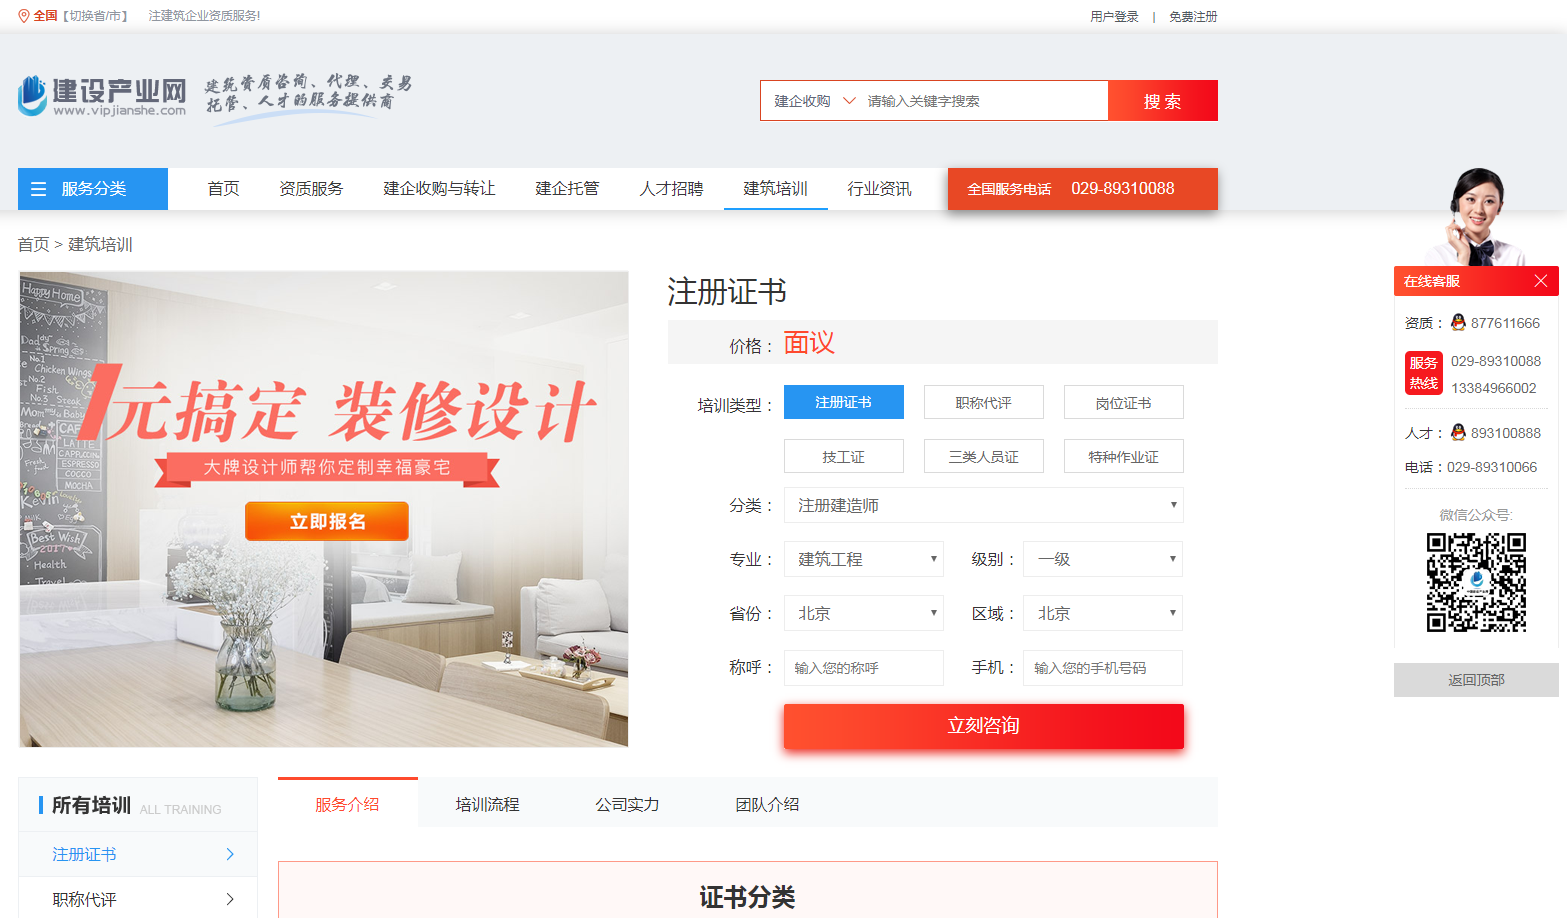 全国【切换省/市】 注建筑企业资质服务!
用户登录 | 免费注册
建设产业网
www.vipjianshe.com
建筑资质咨询、代理、交易
托管、人才的服务提供商
建企收购 请输入关键字搜索 搜 索
服务分类 首页 资质服务 建企收购与转让 建企托管 人才招聘 建筑培训 行业资讯 全国服务电话 029-89310088
首页 > 建筑培训
Happy Home
Dad
Spring
No.1
Chicken Wings
No.2
Fish
No.3 Steak
Mommy
CAFE
LATTE
CAPPUCCINO
ESPRESSO
COCCO
MOCHA
Fresh
food
Kevin
Best Wish
2017
Health
Travel
1元搞定 装修设计
大牌设计师帮你定制幸福豪宅
立即报名
注册证书
价格： 面议
培训类型： 注册证书 职称代评 岗位证书
技工证 三类人员证 特种作业证
分类： 注册建造师
专业： 建筑工程 级别： 一级
省份： 北京 区域： 北京
称呼： 输入您的称呼 手机： 输入您的手机号码
立刻咨询
在线客服
资质： 877611666
服务
热线
029-89310088
13384966002
人才： 893100888
电话：029-89310066
微信公众号:
返回顶部
所有培训 ALL TRAINING
注册证书
职称代评
服务介绍 培训流程 公司实力 团队介绍
证书分类